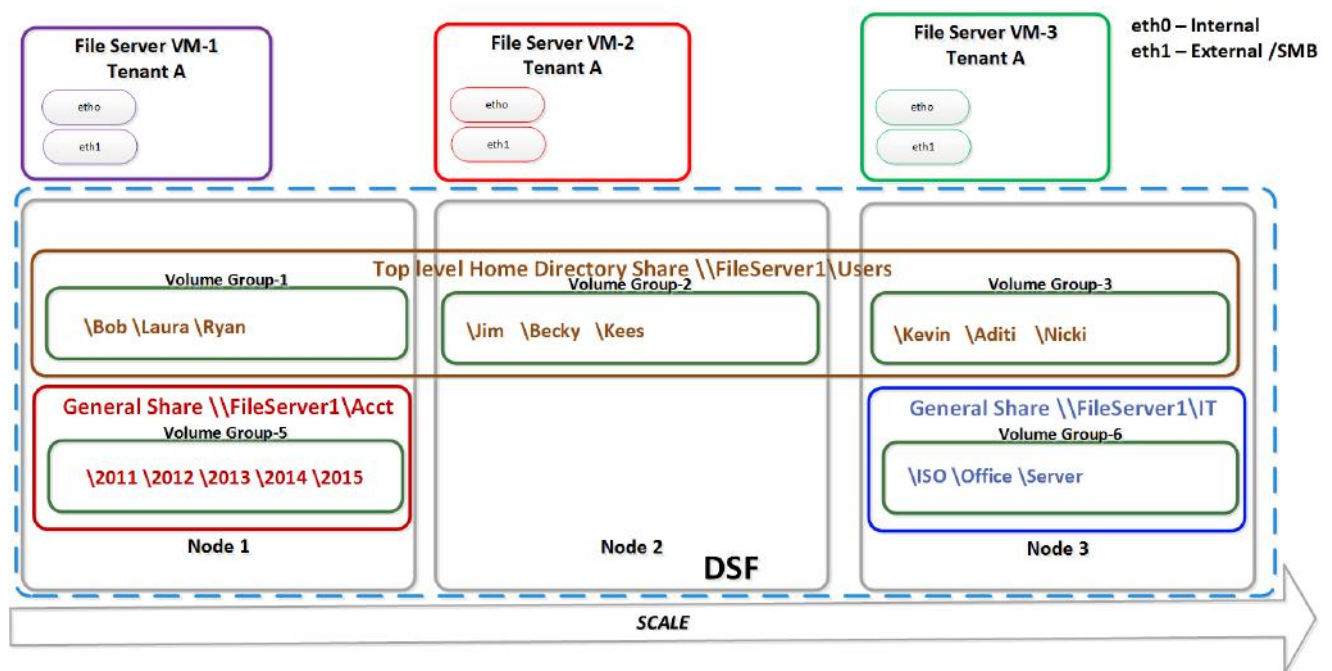 File Server VM-1
Tenant A
etho
eth1
File Server VM-2
Tenant A
etho
eth1
File Server VM-3
Tenant A
etho
eth1
eth0 – Internal
eth1 – External /SMB
Top level Home Directory Share \\FileServer1\Users
Volume Group-1
\Bob \Laura \Ryan
Volume Group-2
\Jim \Becky \Kees
Volume Group-3
\Kevin \Aditi \Nicki
General Share \\FileServer1\Acct
Volume Group-5
\2011 \2012 \2013 \2014 \2015
Node 1
Node 2
DSF
General Share \\FileServer1\IT
Volume Group-6
\ISO \Office \Server
Node 3
SCALE